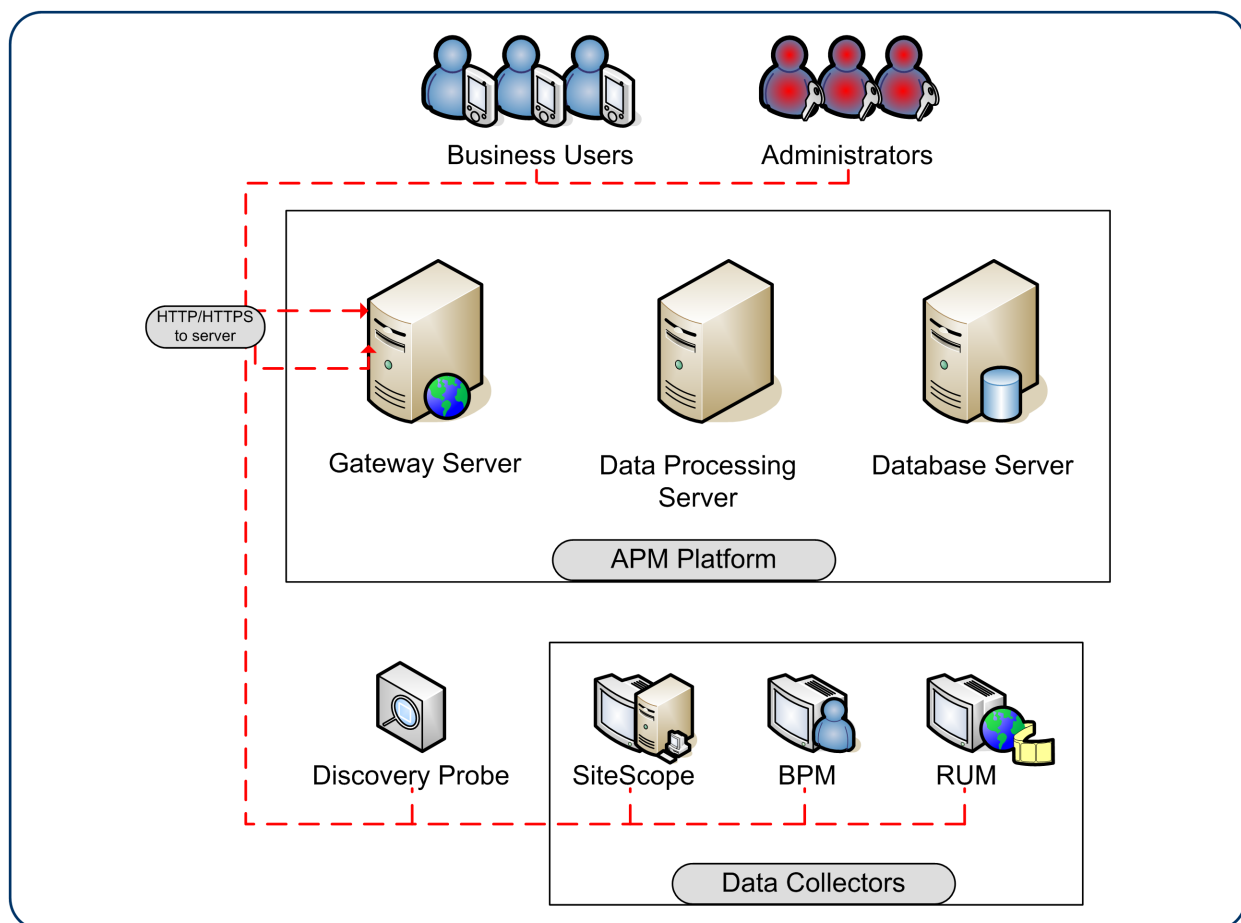 Business Users
Administrators
HTTP/HTTPS
to server
Gateway Server
Data Processing
Server
Database Server
APM Platform
Discovery Probe
SiteScope
BPM
RUM
Data Collectors